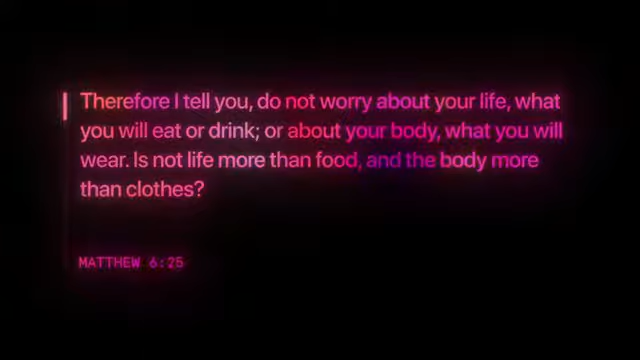 Therefore I tell you, do not worry about your life, what
you will eat or drink; or about your body, what you will
wear. Is not life more than food, and the body more
than clothes?
MATTHEW 6:25